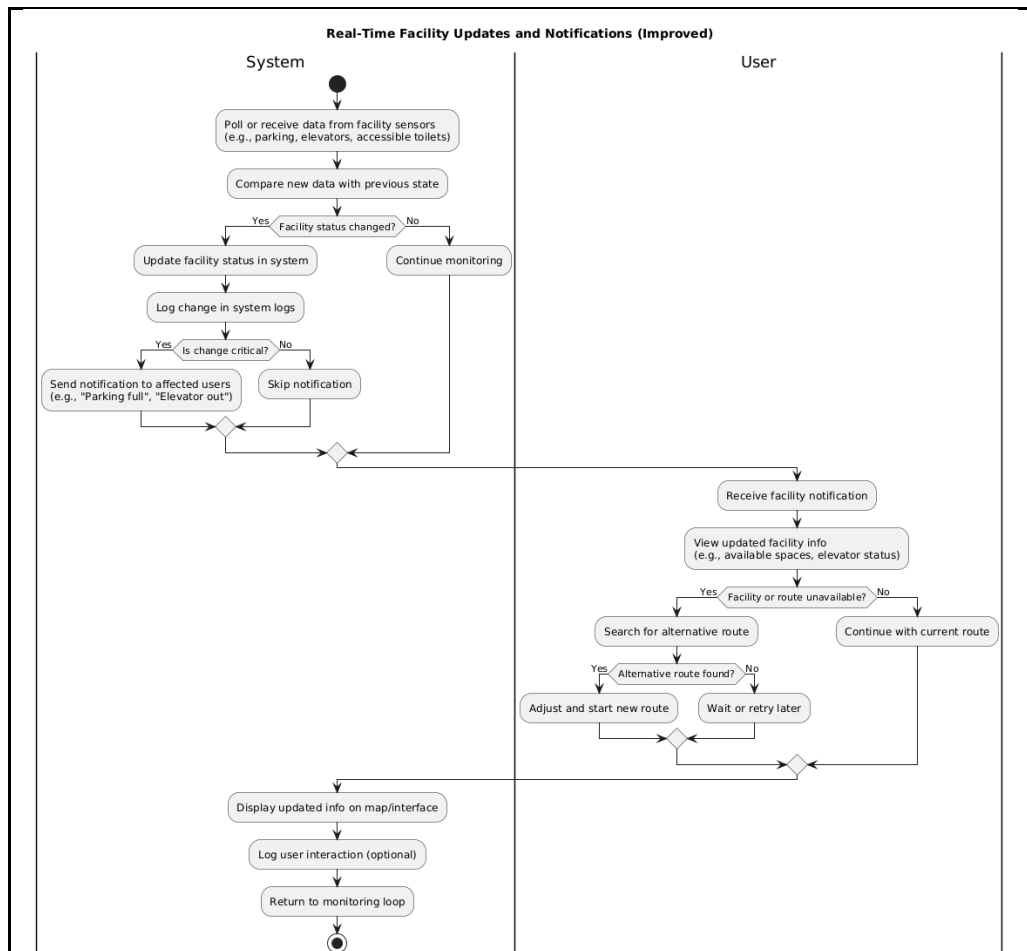 Real-Time Facility Updates and Notifications (Improved)
System
User
Poll or receive data from facility sensors
(e.g., parking, elevators, accessible toilets)
Compare new data with previous state
Yes
Facility status changed?
No
Update facility status in system
Continue monitoring
Log change in system logs
Yes
Is change critical?
No
Send notification to affected users
(e.g., "Parking full", "Elevator out")
Skip notification
Receive facility notification
View updated facility info
(e.g., available spaces, elevator status)
Yes
Facility or route unavailable?
No
Search for alternative route
Continue with current route
Yes
Alternative route found?
No
Adjust and start new route
Wait or retry later
Display updated info on map/interface
Log user interaction (optional)
Return to monitoring loop